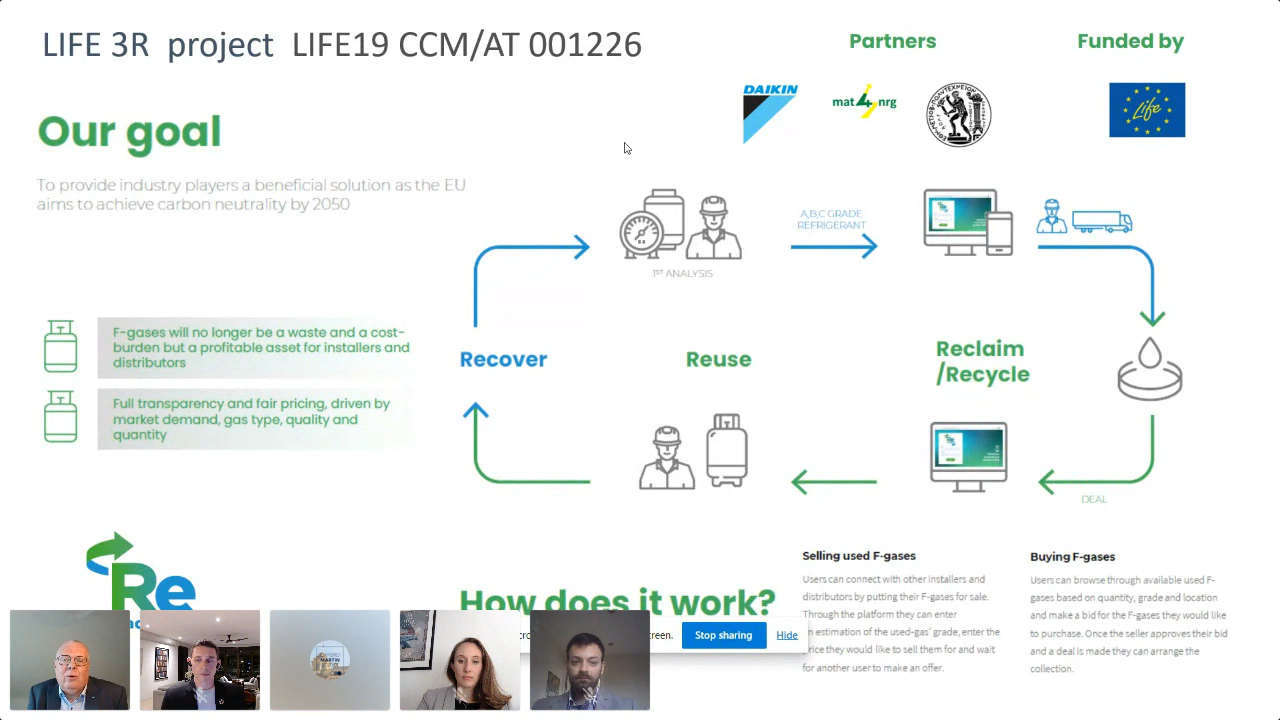 LIFE 3R project LIFE19 CCM/AT 001226
Partners
Funded by
DAIKIN
mat4nrg
Life
Our goal
To provide industry players a beneficial solution as the EU
aims to achieve carbon neutrality by 2050
A,B,C GRADE
REFRIGERANT
1ST ANALYSIS
F-gases will no longer be a waste and a cost-
burden but a profitable asset for installers and
distributors
Recover
Reuse
Reclaim
/Recycle
Full transparency and fair pricing, driven by
market demand, gas type, quality and
quantity
DEAL
Re
How does it work?
Selling used F-gases
Users can connect with other installers and
distributors by putting their F-gases for sale.
Through the platform they can enter
an estimation of the used-gas' grade, enter the
price they would like to sell them for and wait
for another user to make an offer.
Buying F-gases
Users can browse through available used F-
gases based on quantity, grade and location
and make a bid for the F-gases they would like
to purchase. Once the seller approves their bid
and a deal is made they can arrange the
collection.
screen.
Stop sharing
Hide